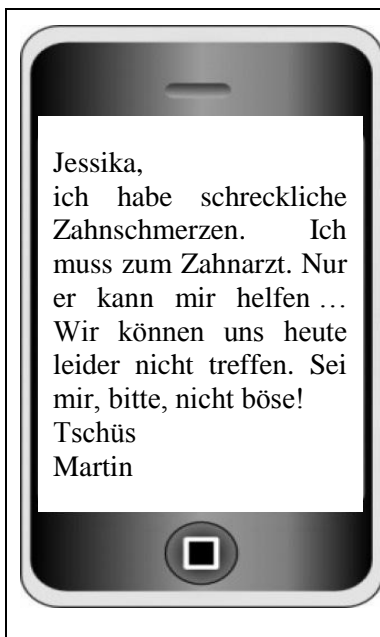 Jessika,
ich habe schreckliche
Zahnschmerzen. Ich
muss zum Zahnarzt. Nur
er kann mir helfen …
Wir können uns heute
leider nicht treffen. Sei
mir, bitte, nicht böse!
Tschüs
Martin